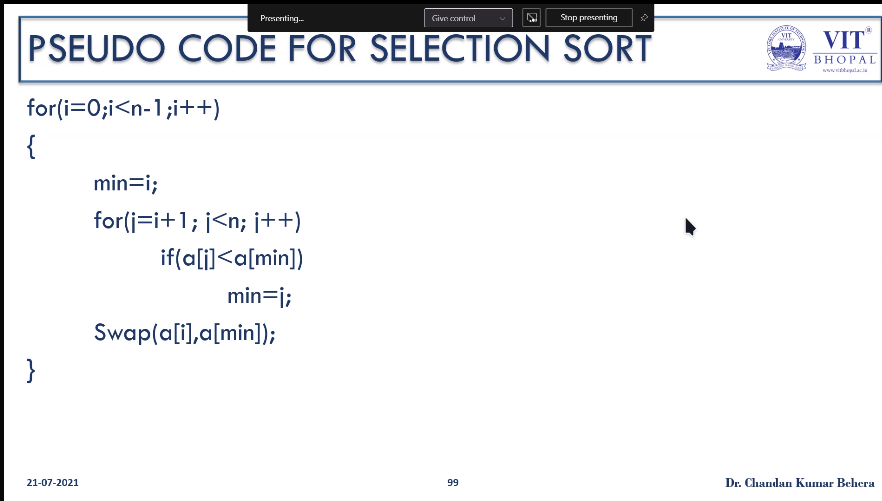 Presenting...
Give control
Stop presenting
PSEUDO CODE FOR SELECTION SORT
VIT
VIT®
BHOPAL
www.vitbhopal.ac.in
for(i=0;i<n-1;i++)
{
min=i;
for(j=i+1; j<n; j++)
if(a[j]<a[min])
min=j;
Swap(a[i],a[min]);
}
21-07-2021
99
Dr. Chandan Kumar Behera